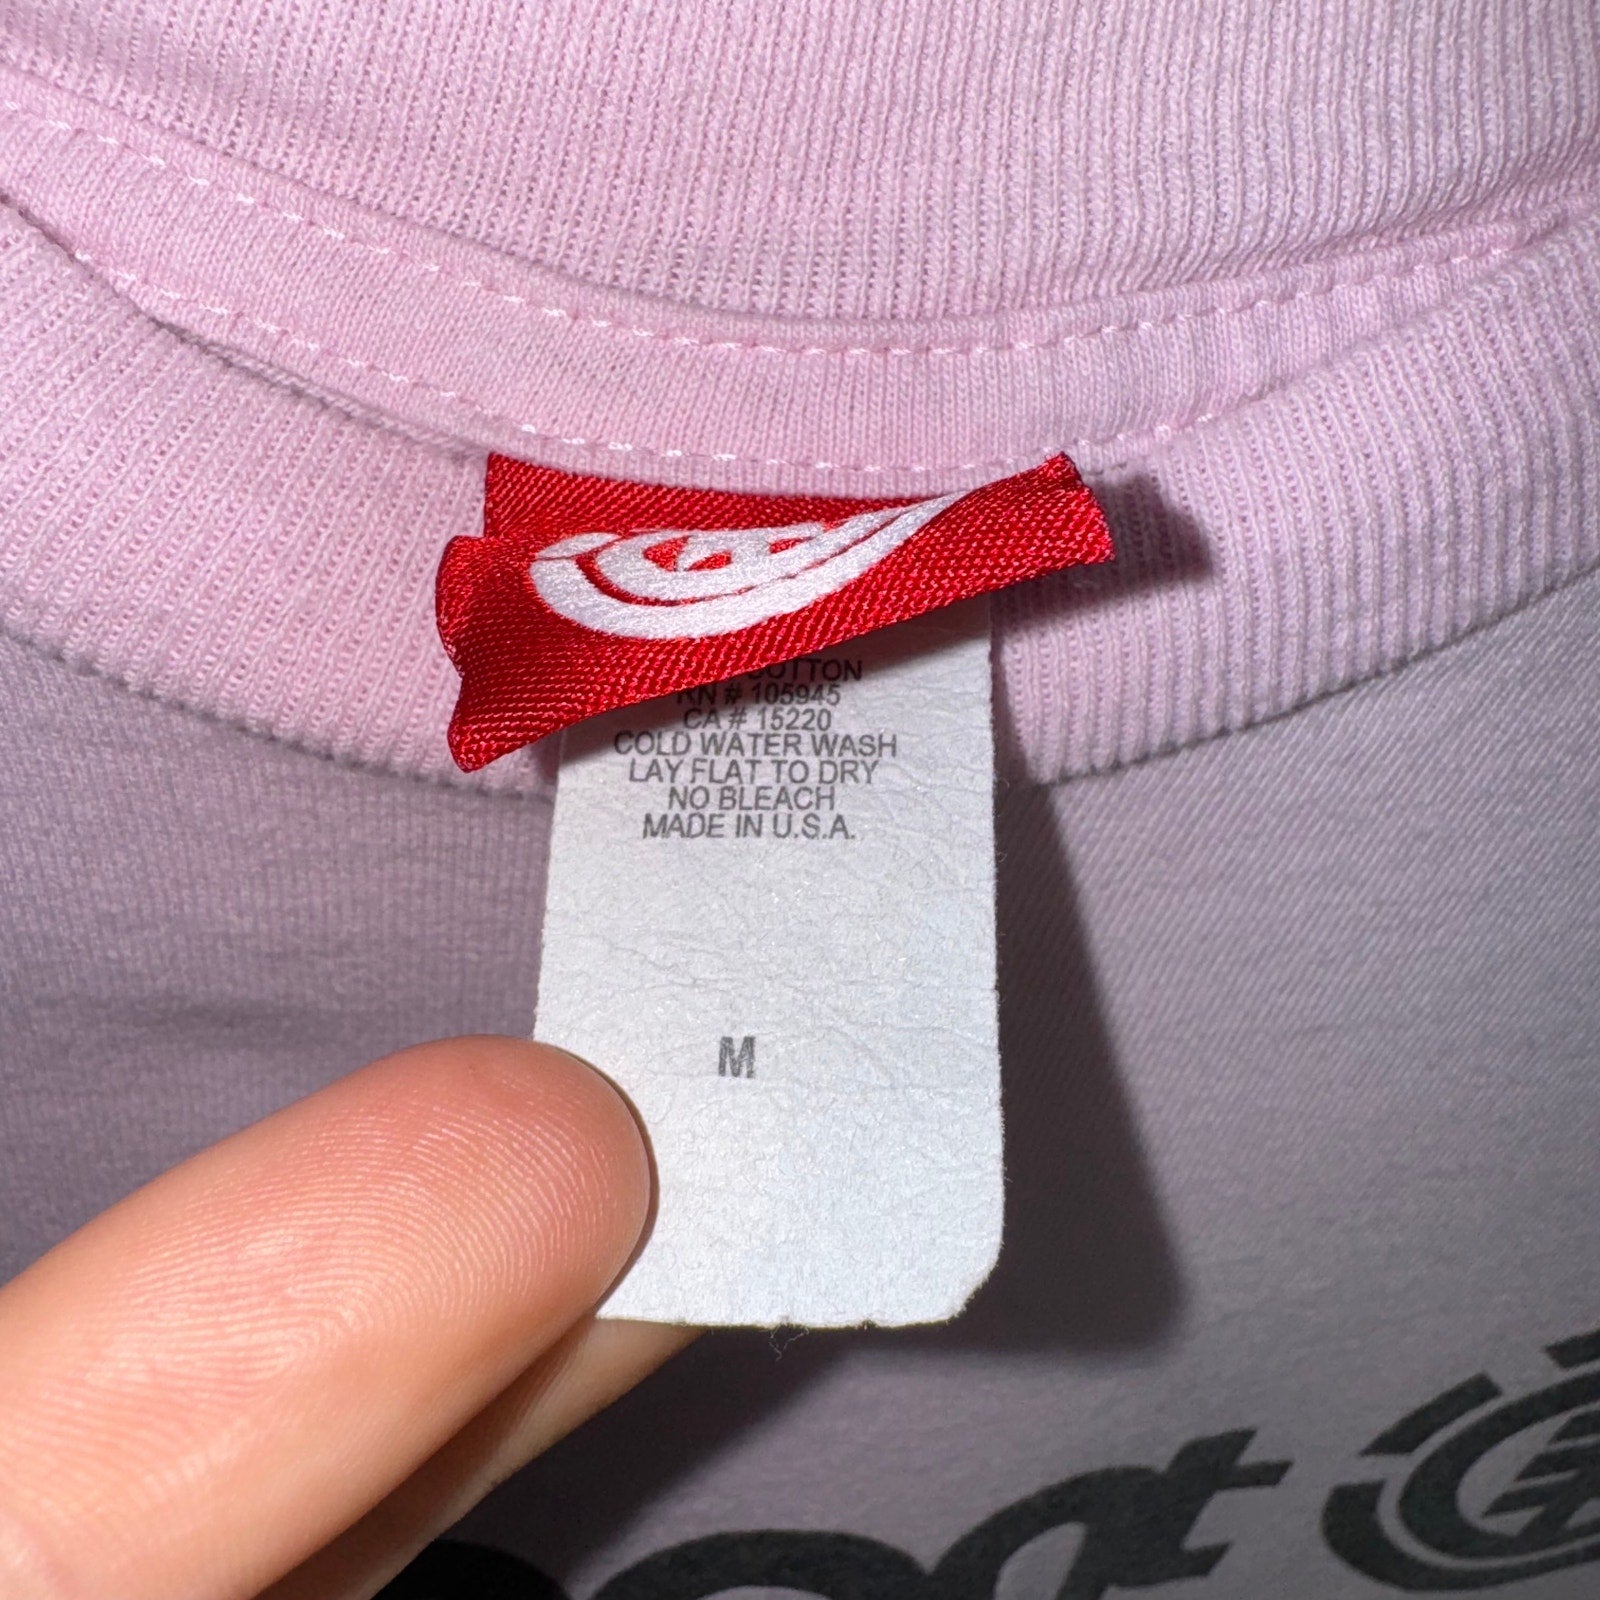 COTTON
RN # 105945
CA # 15220
COLD WATER WASH
LAY FLAT TO DRY
NO BLEACH
MADE IN U.S.A.
M